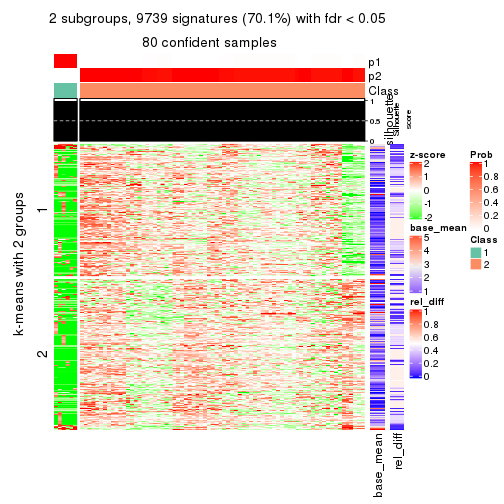 2 subgroups, 9739 signatures (70.1%) with fdr < 0.05
80 confident samples
p1
p2
Class
1
0.5
0
silhouette
Silhouette
score
k-means with 2 groups
1
2
z-score
2
1
0
-1
-2
base_mean
5
4
3
2
1
rel_diff
1
0.8
0.6
0.4
0.2
0
Prob
1
0.8
0.6
0.4
0.2
0
Class
1
2
base_mean
rel_diff